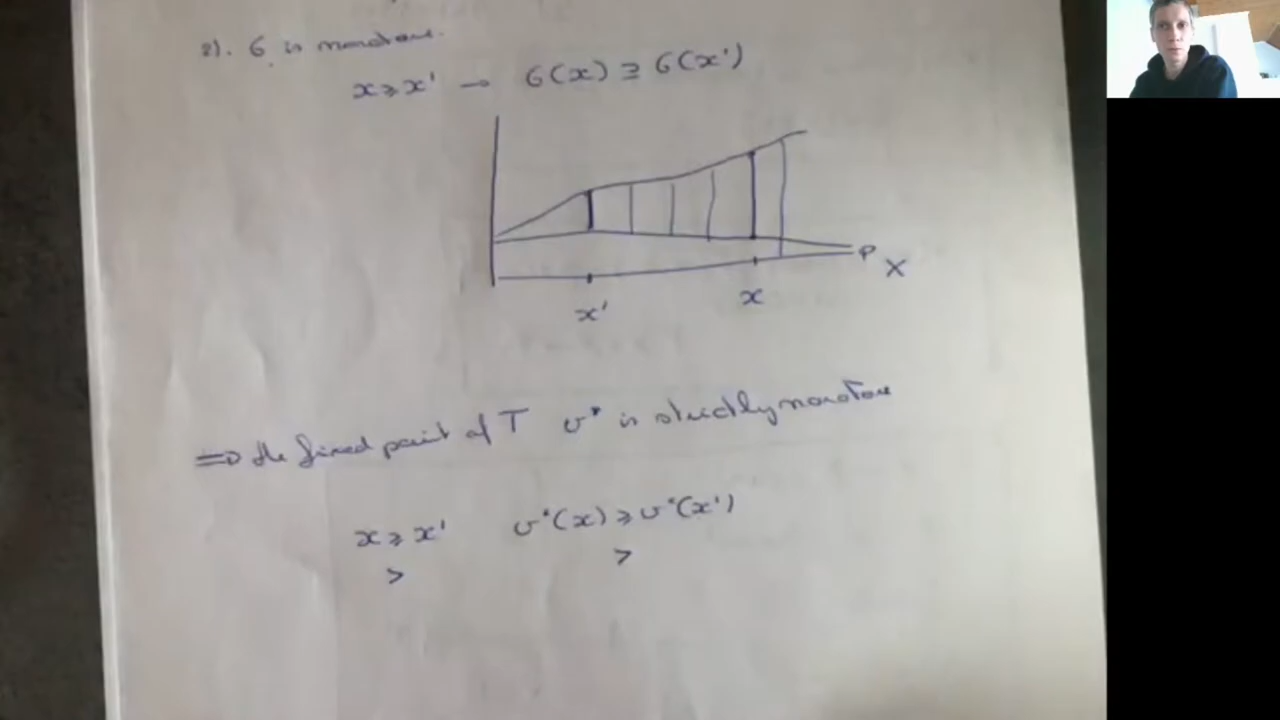 2). G is monotone.
x ⩾ x' → G(x) ⊇ G(x')
P
X
x' x
⇒ the fixed point of T v* is strictly monotone
x ⩾ x' v*(x) ⩾ v*(x')
> >